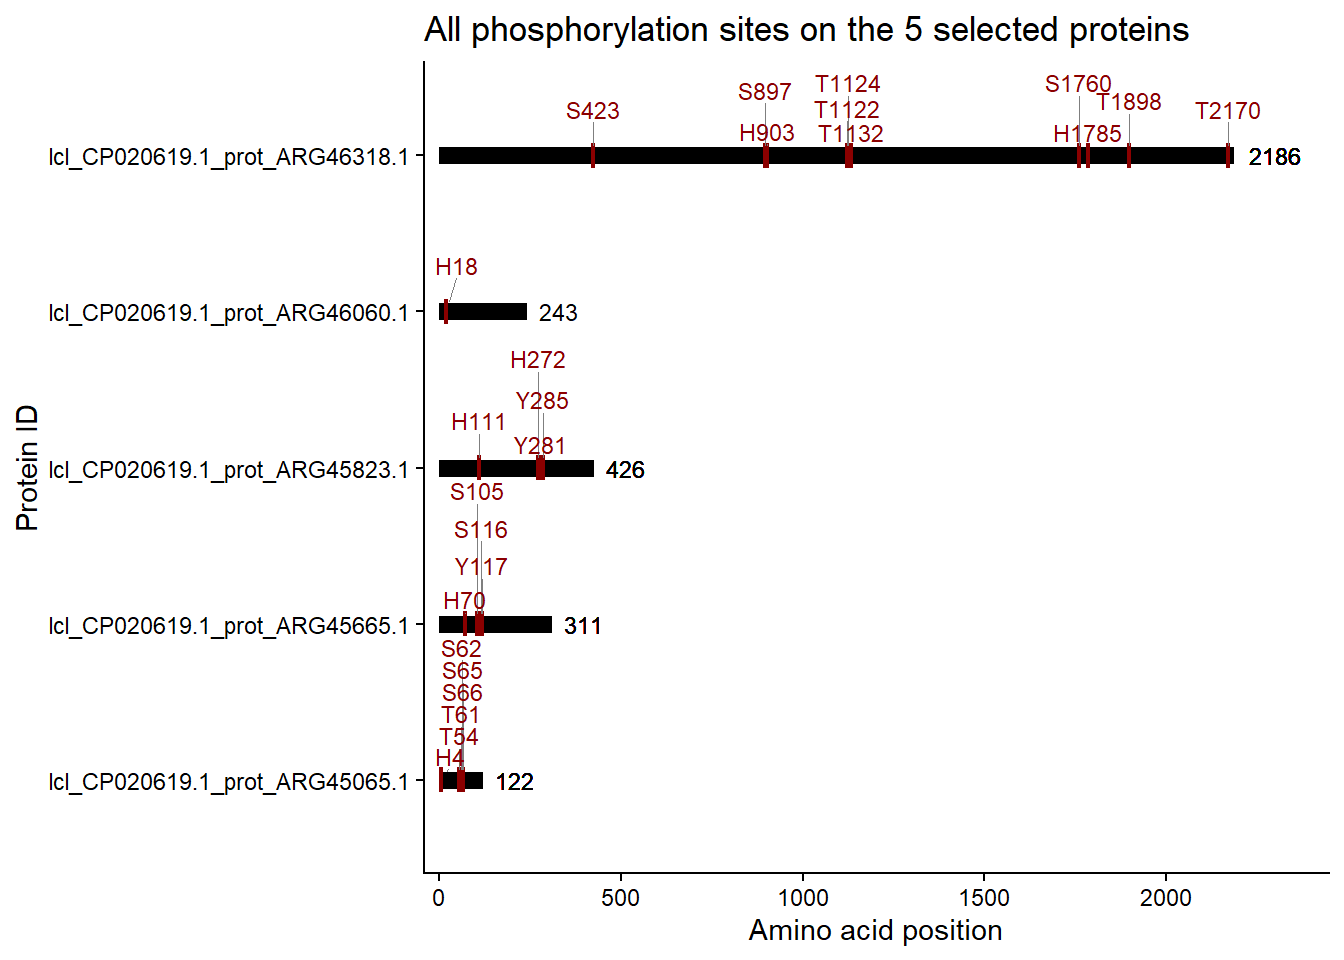 All phosphorylation sites on the 5 selected proteins
T1124
S1760
S897
T1898
S423
T1122
T2170
H903
T1132
H1785
lcl_CP020619.1_prot_ARG46318.1
2186
H18
lcl_CP020619.1_prot_ARG46060.1
243
H272
Y285
H111
Y281
lcl_CP020619.1_prot_ARG45823.1
426
S105
S116
Y117
H70
lcl_CP020619.1_prot_ARG45665.1
311
S62
S65
S66
T61
T54
H4
lcl_CP020619.1_prot_ARG45065.1
122
Protein ID
0
500
1000
1500
2000
Amino acid position